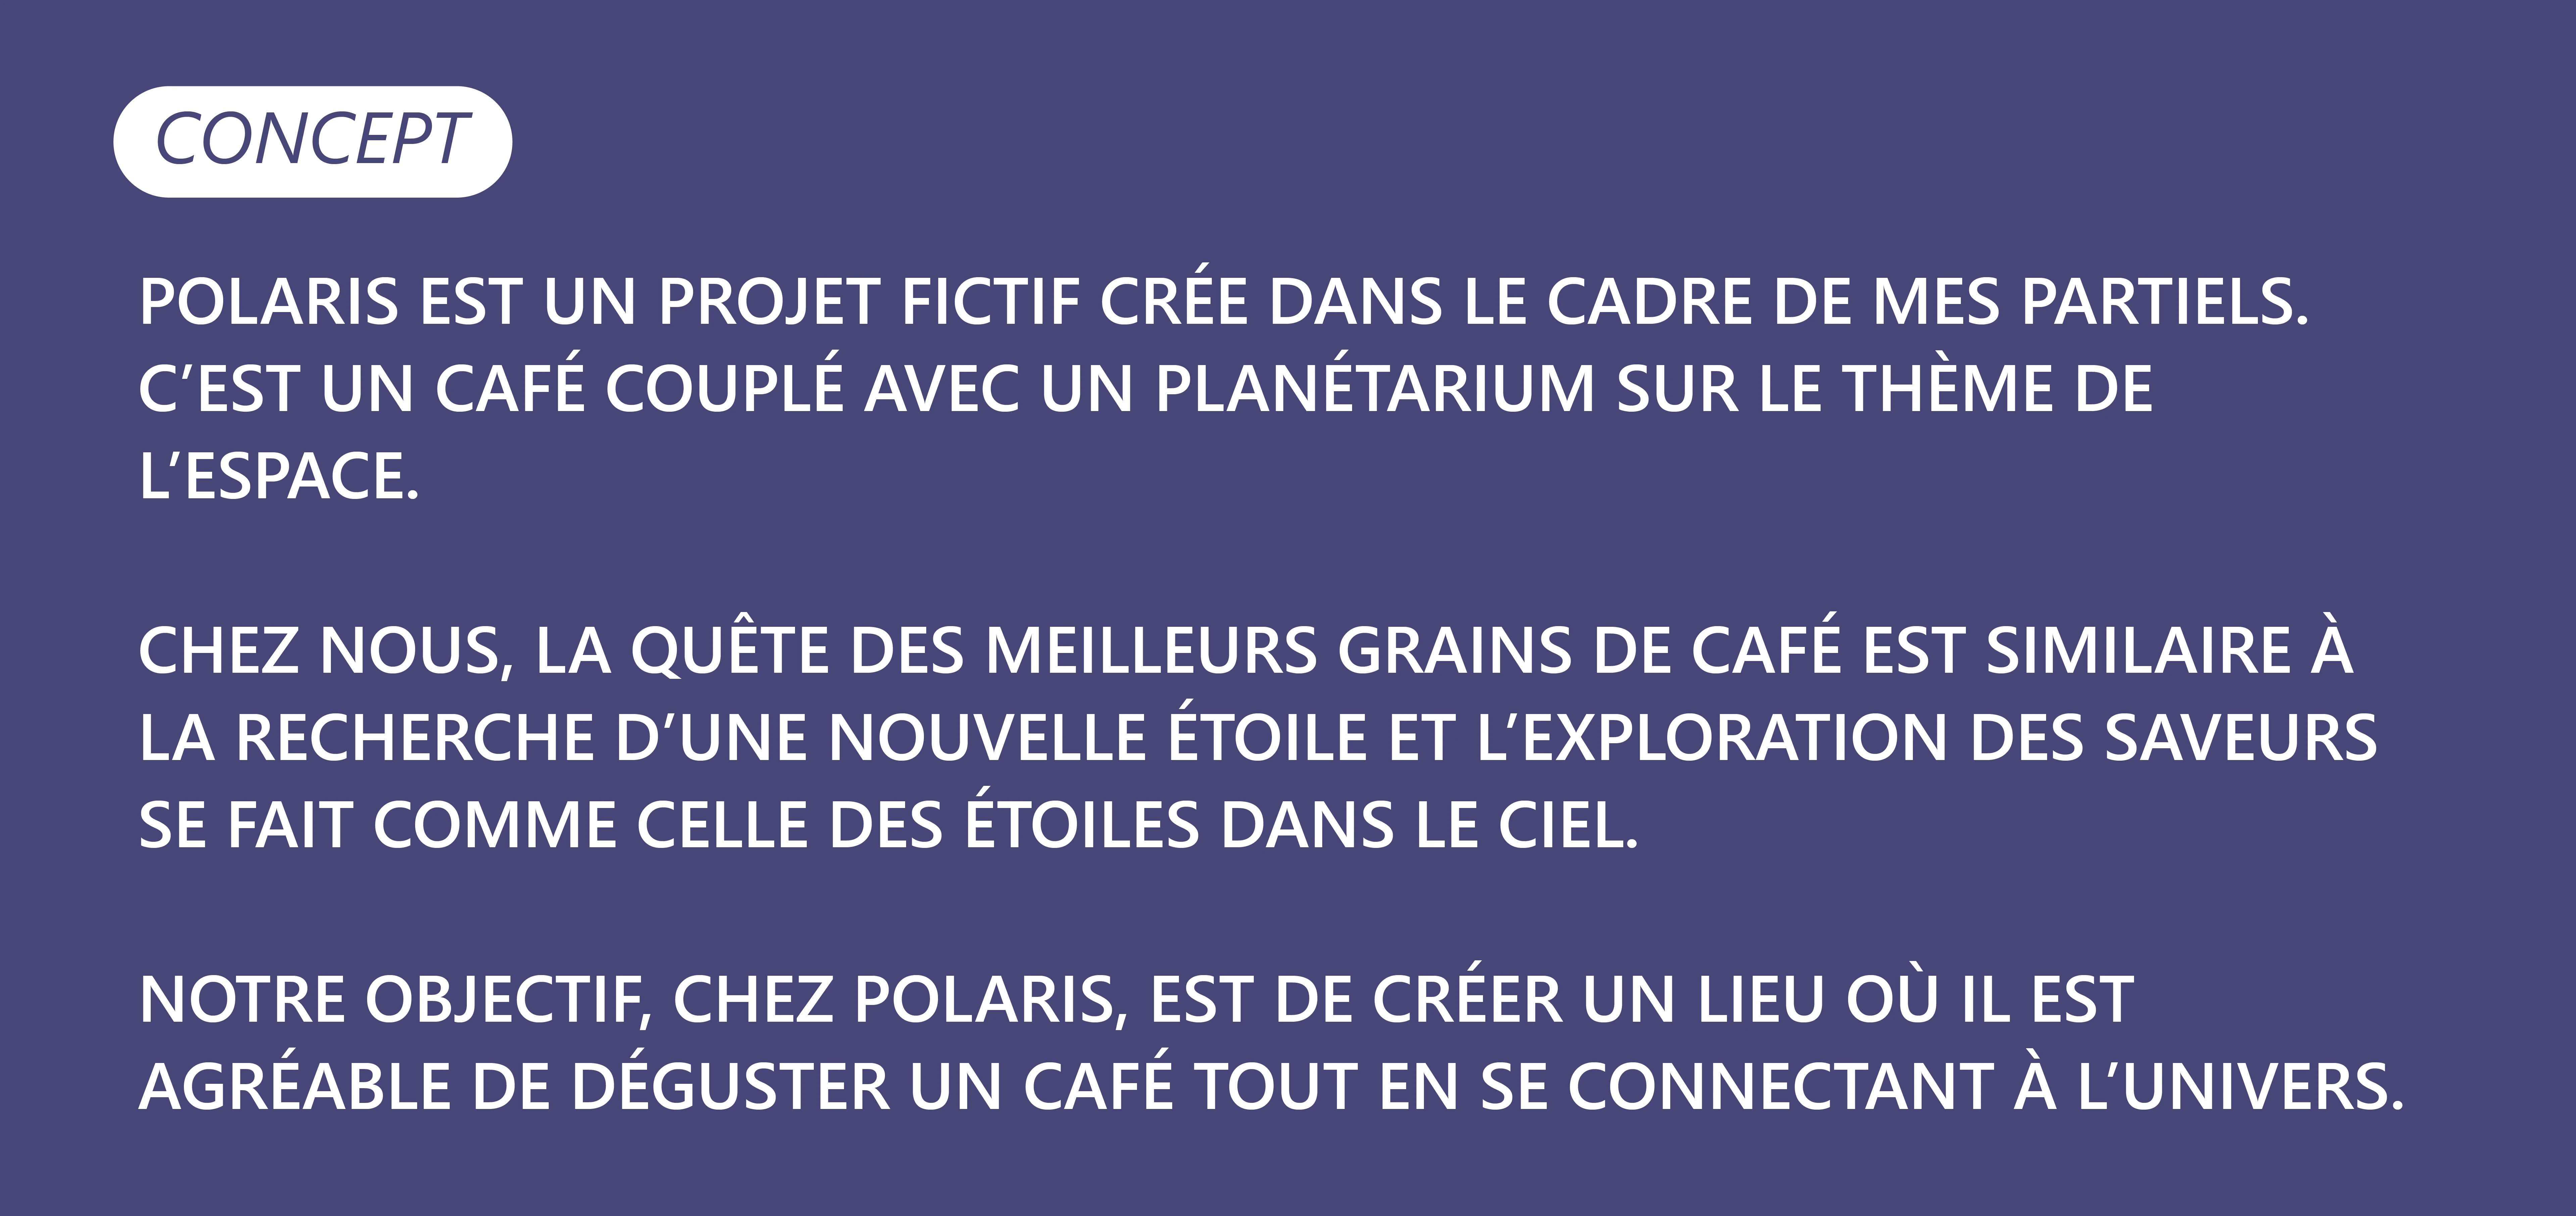 CONCEPT
POLARIS EST UN PROJET FICTIF CRÉE DANS LE CADRE DE MES PARTIELS.
C’EST UN CAFÉ COUPLÉ AVEC UN PLANÉTARIUM SUR LE THÈME DE
L’ESPACE.
CHEZ NOUS, LA QUÊTE DES MEILLEURS GRAINS DE CAFÉ EST SIMILAIRE À
LA RECHERCHE D’UNE NOUVELLE ÉTOILE ET L’EXPLORATION DES SAVEURS
SE FAIT COMME CELLE DES ÉTOILES DANS LE CIEL.
NOTRE OBJECTIF, CHEZ POLARIS, EST DE CRÉER UN LIEU OÙ IL EST
AGRÉABLE DE DÉGUSTER UN CAFÉ TOUT EN SE CONNECTANT À L’UNIVERS.